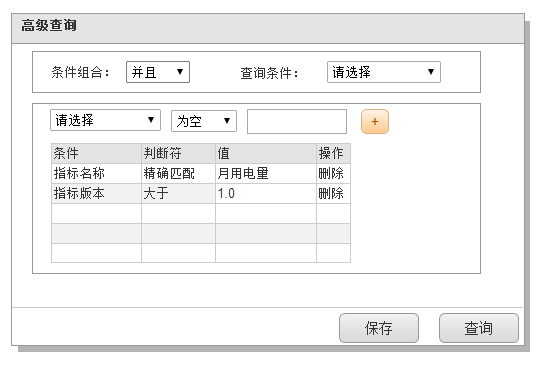 高级查询
条件组合： 并且 查询条件： 请选择
请选择 为空 +
条件 判断符 值 操作
指标名称 精确匹配 月用电量 删除
指标版本 大于 1.0 删除
保存 查询